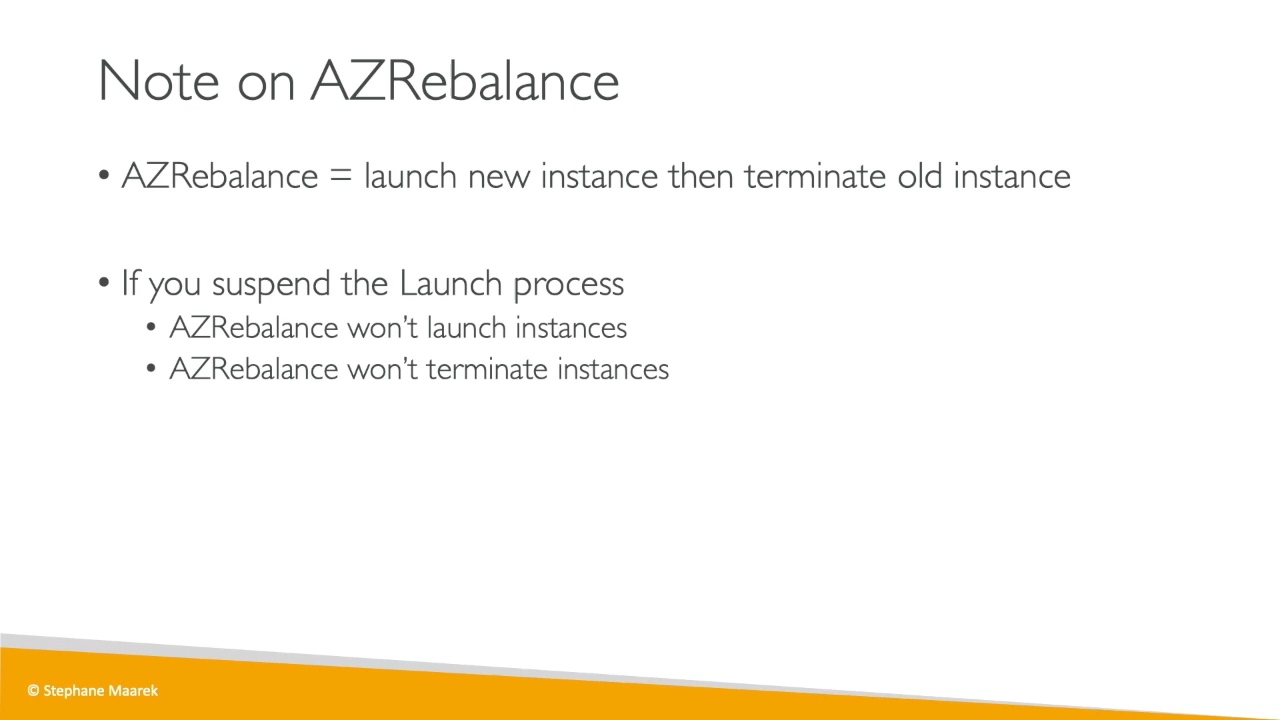 Note on AZRebalance
• AZRebalance = launch new instance then terminate old instance
• If you suspend the Launch process
• AZRebalance won’t launch instances
• AZRebalance won’t terminate instances
© Stephane Maarek